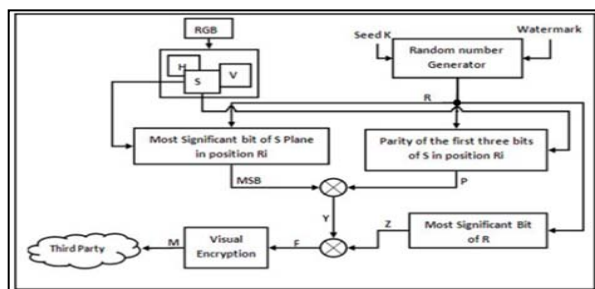 RGB
Seed K
Watermark
Random number
Generator
H
S
V
R
Most Significant bit of S Plane
in position Ri
Parity of the first three bits
of S in position Ri
MSB
P
Y
Z
Most Significant Bit
of R
F
Visual
Encryption
M
Third Party